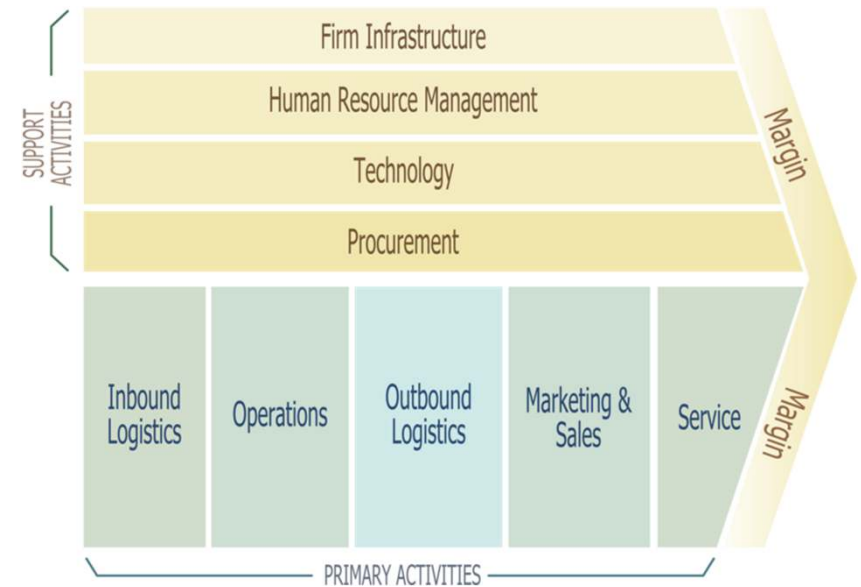 Firm Infrastructure
Human Resource Management
Technology
Procurement
SUPPORT
ACTIVITIES
Margin
Inbound
Logistics
Operations
Outbound
Logistics
Marketing &
Sales
Service
Margin
PRIMARY ACTIVITIES